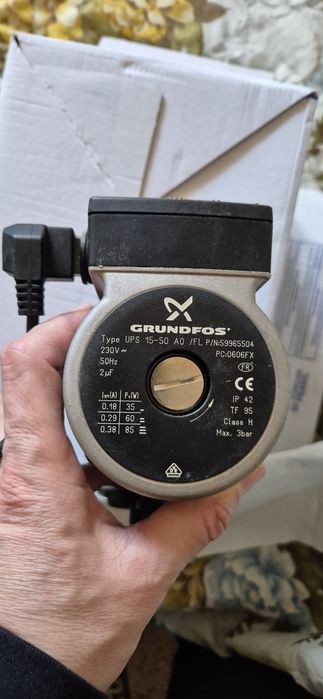 GRUNDFOS
Type UPS 15-50 AO /FL P/N:59965504
230V~ PC:0606FX
50Hz FR
2µF CE
I1/1(A) P1(W) IP 42
0.18 35 TF 95
0.29 60 Class H
0.38 85 Max. 3bar